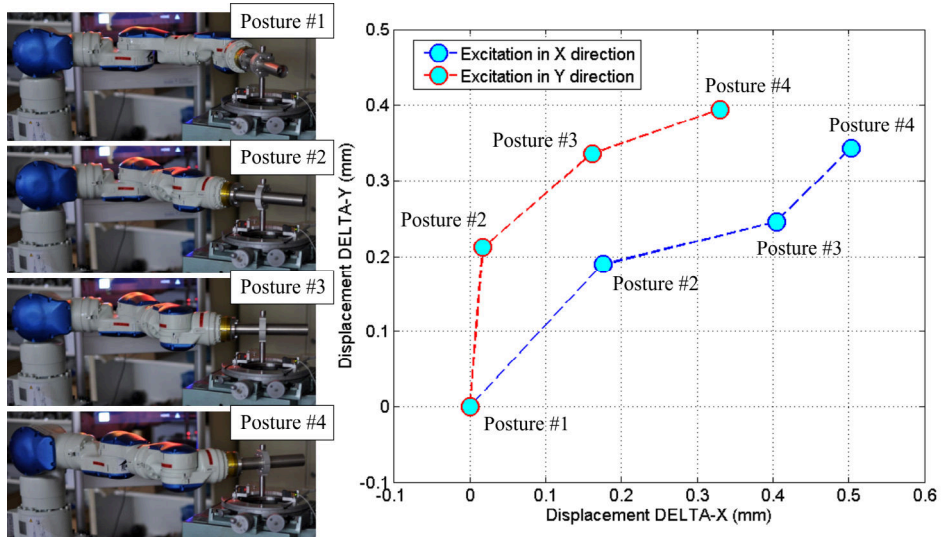 Posture #1
Posture #2
Posture #3
Posture #4
Excitation in X direction
Excitation in Y direction
Posture #4
Posture #3
Posture #4
Posture #2
Posture #3
Posture #2
Posture #1
0.5
0.4
0.3
0.2
0.1
0
-0.1
Displacement DELTA-Y (mm)
-0.1
0
0.1
0.2
0.3
0.4
0.5
0.6
Displacement DELTA-X (mm)